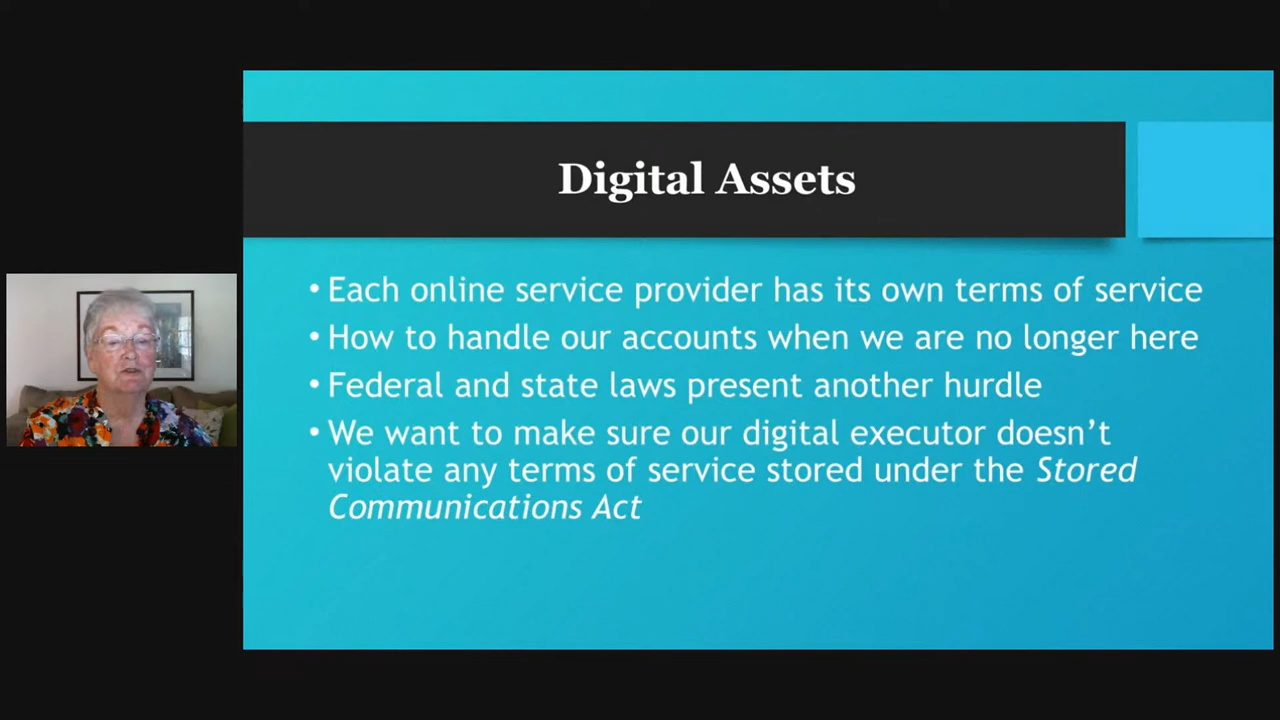 Digital Assets
• Each online service provider has its own terms of service
• How to handle our accounts when we are no longer here
• Federal and state laws present another hurdle
• We want to make sure our digital executor doesn’t
violate any terms of service stored under the Stored
Communications Act